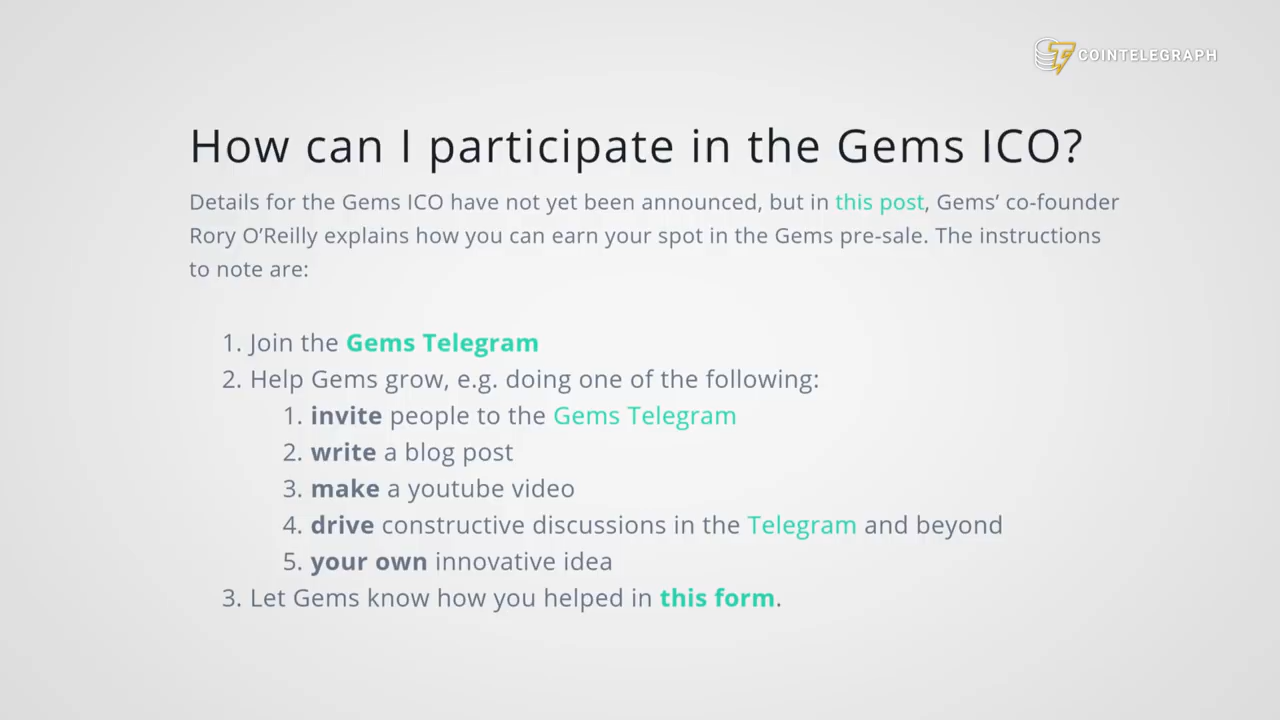 COINTELEGRAPH
How can I participate in the Gems ICO?
Details for the Gems ICO have not yet been announced, but in this post, Gems’ co-founder
Rory O’Reilly explains how you can earn your spot in the Gems pre-sale. The instructions
to note are:
1. Join the Gems Telegram
2. Help Gems grow, e.g. doing one of the following:
1. invite people to the Gems Telegram
2. write a blog post
3. make a youtube video
4. drive constructive discussions in the Telegram and beyond
5. your own innovative idea
3. Let Gems know how you helped in this form.